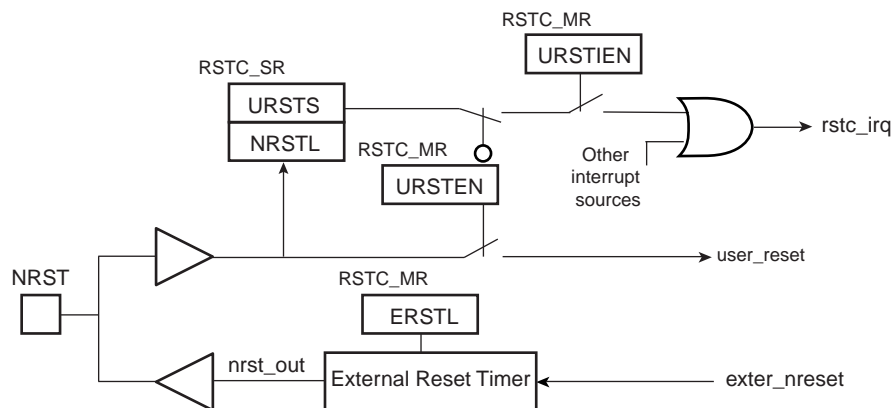 RSTC_MR
URSTIEN
RSTC_SR
URSTS
NRSTL
rstc_irq
RSTC_MR
URSTEN
Other
interrupt
sources
user_reset
NRST
RSTC_MR
ERSTL
nrst_out
External Reset Timer
exter_nreset